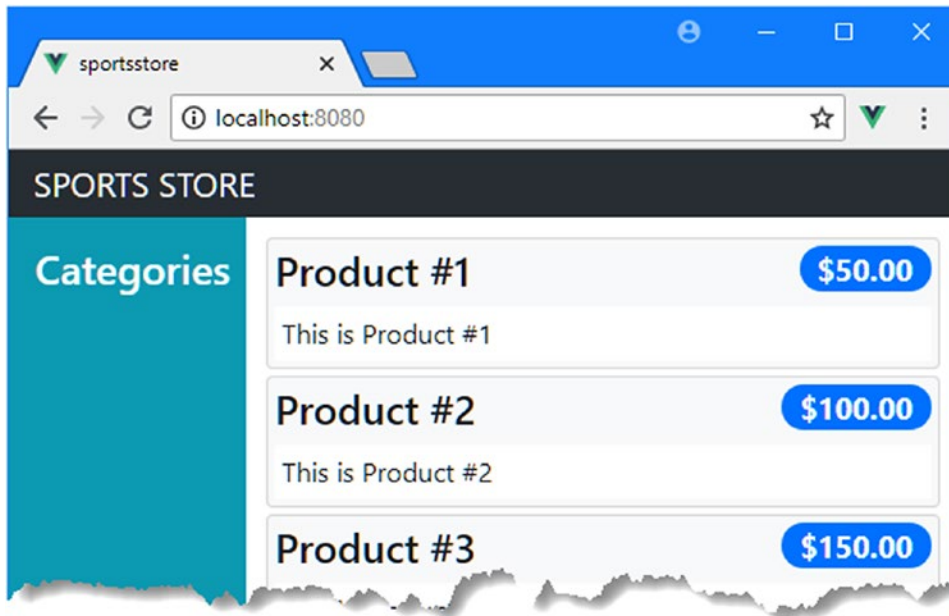 sportsstore
localhost:8080
SPORTS STORE
Categories
Product #1 $50.00
This is Product #1
Product #2 $100.00
This is Product #2
Product #3 $150.00